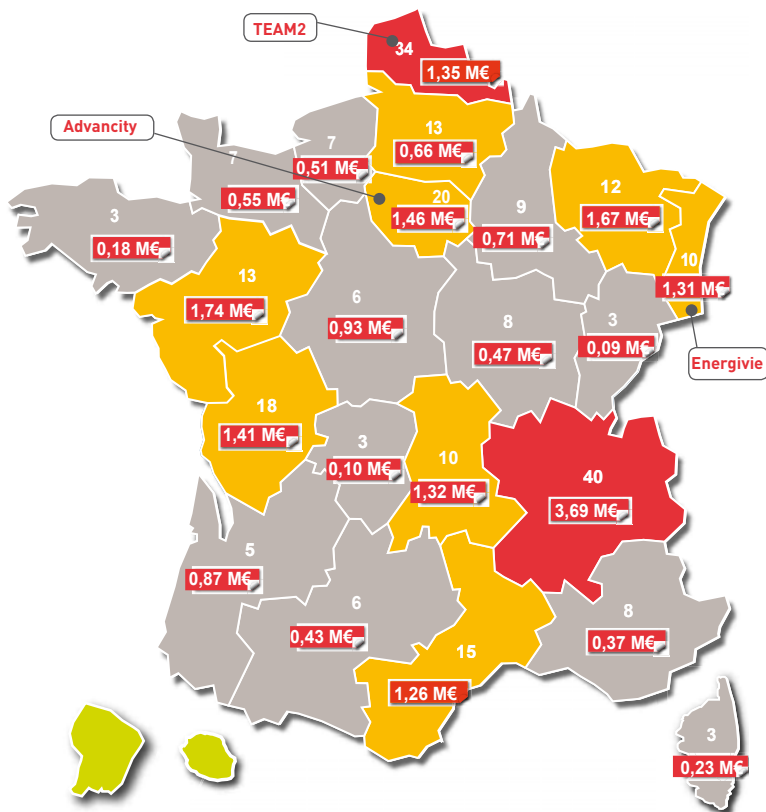 TEAM2
34
1,35 M€
Advancity
7
0,51 M€
13
0,66 M€
7
0,55 M€
20
1,46 M€
9
0,71 M€
12
1,67 M€
10
1,31 M€
3
0,18 M€
13
1,74 M€
6
0,93 M€
8
0,47 M€
3
0,09 M€
Energivie
18
1,41 M€
3
0,10 M€
10
1,32 M€
40
3,69 M€
5
0,87 M€
6
0,43 M€
15
1,26 M€
8
0,37 M€
3
0,23 M€